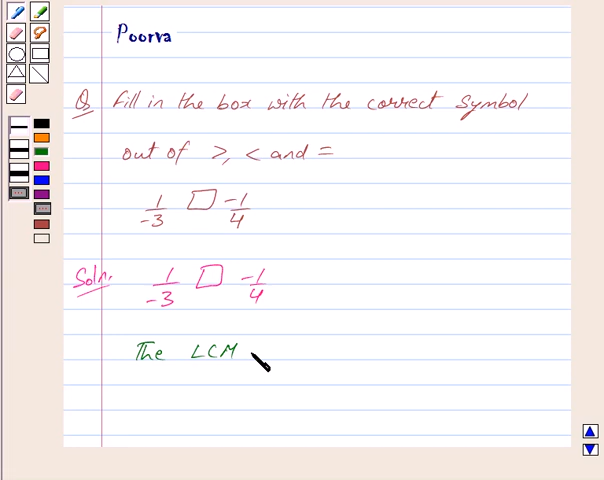 Poorva
Q Fill in the box with the correct symbol
out of >, < and =
1/-3 □ -1/4
Soln: 1/-3 □ -1/4
The LCM